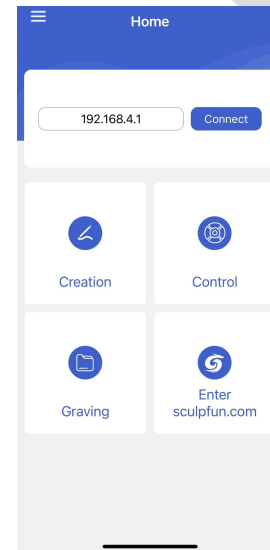 Home
192.168.4.1 Connect
Creation Control
Graving Enter
sculpfun.com